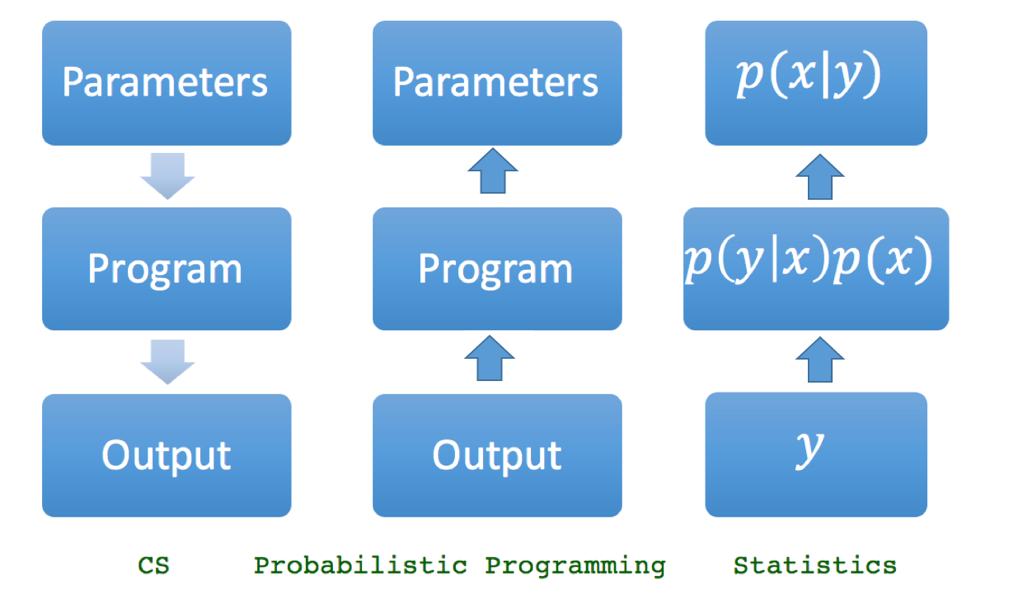 Parameters
Program
Output
CS
Parameters
Program
Output
Probabilistic Programming
p(x|y)
p(y|x)p(x)
y
Statistics